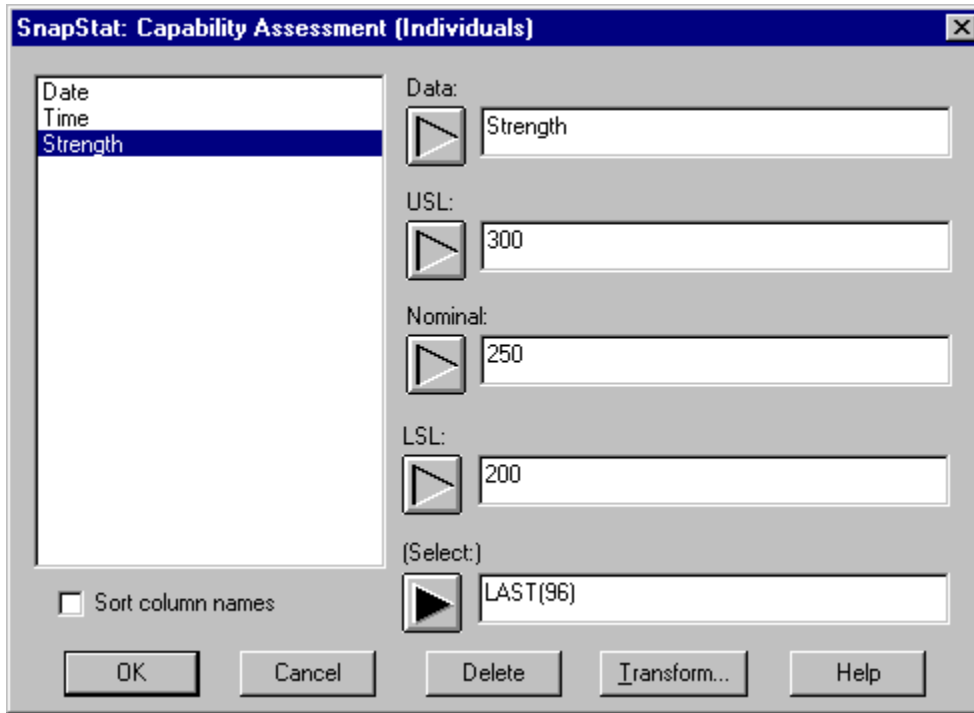 SnapStat: Capability Assessment (Individuals)
Date
Time
Strength
Sort column names
Data:
Strength
USL:
300
Nominal:
250
LSL:
200
(Select:)
LAST(96)
OK Cancel Delete Transform... Help